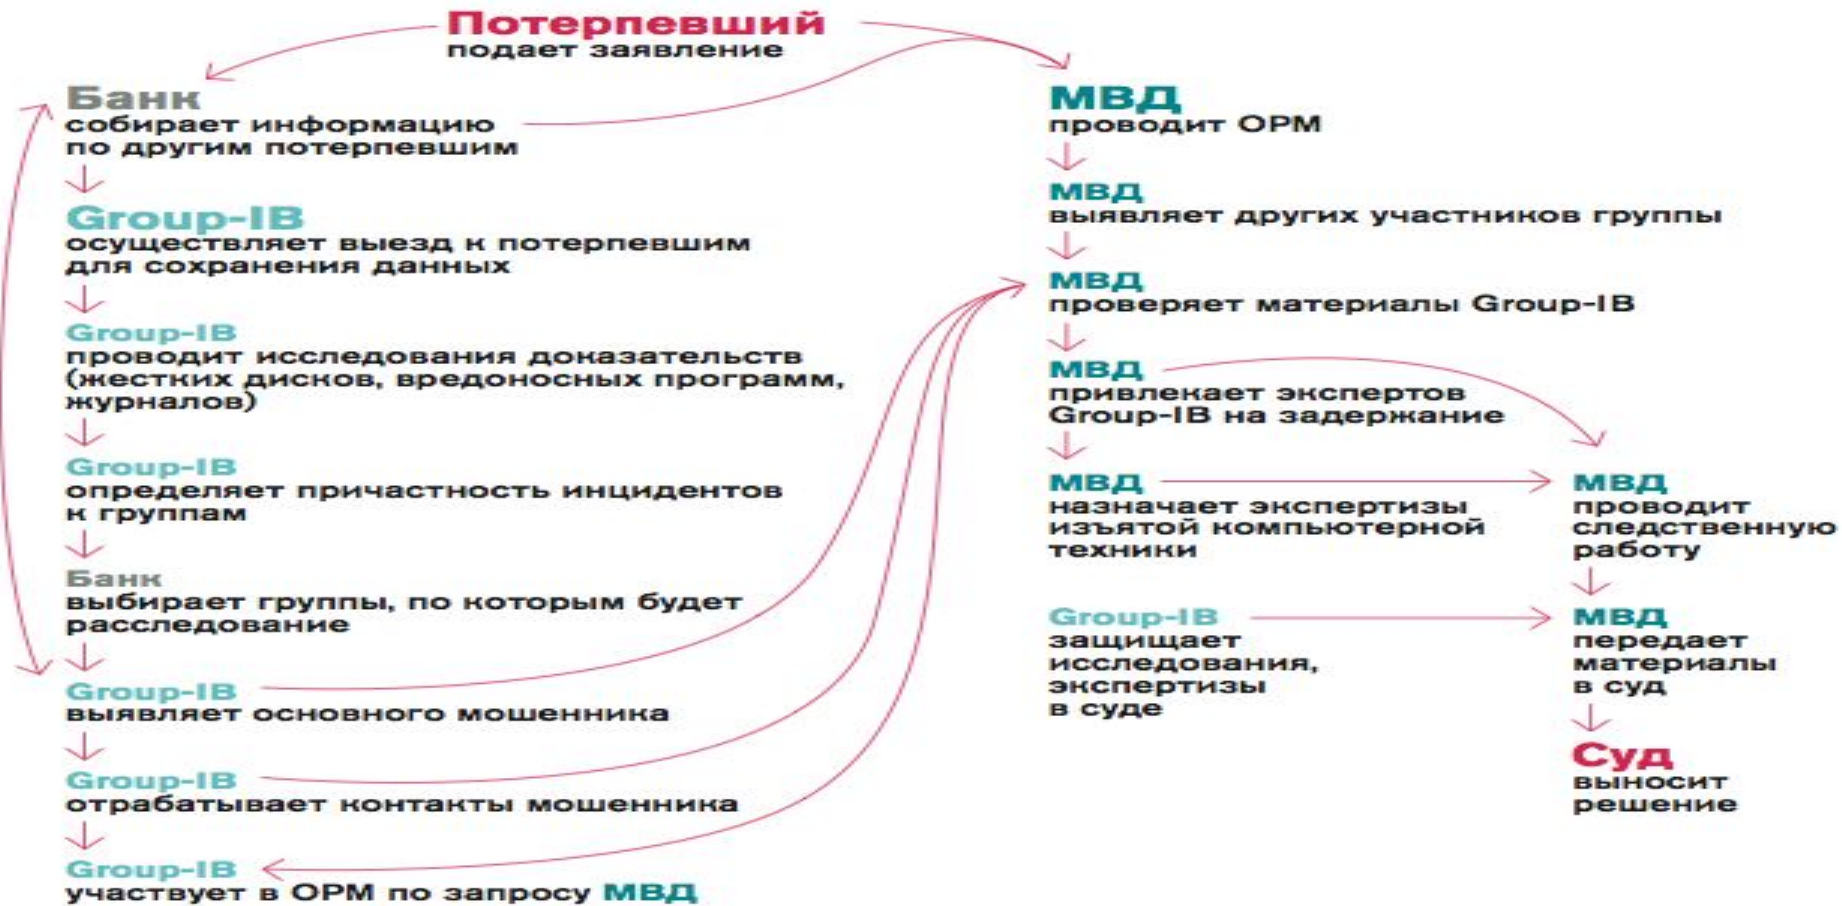 Потерпевший
подает заявление
Банк
собирает информацию
по другим потерпевшим
Group-IB
осуществляет выезд к потерпевшим
для сохранения данных
Group-IB
проводит исследования доказательств
(жестких дисков, вредоносных программ,
журналов)
Group-IB
определяет причастность инцидентов
к группам
Банк
выбирает группы, по которым будет
расследование
Group-IB
выявляет основного мошенника
Group-IB
отрабатывает контакты мошенника
Group-IB
участвует в ОРМ по запросу МВД
МВД
проводит ОРМ
МВД
выявляет других участников группы
МВД
проверяет материалы Group-IB
МВД
привлекает экспертов
Group-IB на задержание
МВД
назначает экспертизы
изъятой компьютерной
техники
Group-IB
защищает
исследования,
экспертизы
в суде
МВД
проводит
следственную
работу
МВД
передает
материалы
в суд
Суд
выносит
решение